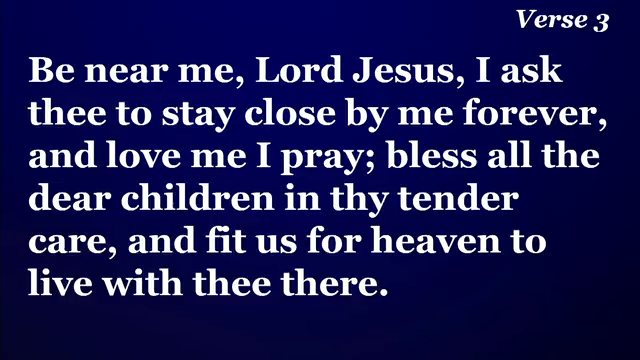 Verse 3
Be near me, Lord Jesus, I ask
thee to stay close by me forever,
and love me I pray; bless all the
dear children in thy tender
care, and fit us for heaven to
live with thee there.